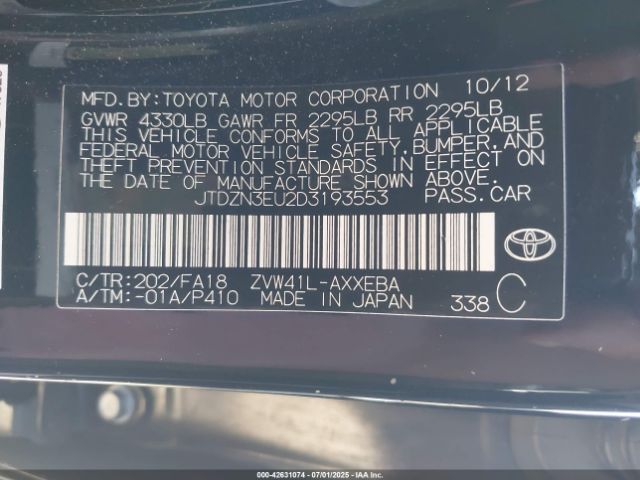 MFD.BY:TOYOTA MOTOR CORPORATION 10/12
GVWR 4330LB GAWR FR 2295LB RR 2295LB
THIS VEHICLE CONFORMS TO ALL APPLICABLE
FEDERAL MOTOR VEHICLE SAFETY,BUMPER,AND
THEFT PREVENTION STANDARDS IN EFFECT ON
THE DATE OF MANUFACTURE SHOWN ABOVE.
JTDZN3EU2D3193553 PASS.CAR
C/TR:202/FA18 ZVW41L-AXXEBA
A/TM:-01A/P410 MADE IN JAPAN 338 C
000-42631074 | 07/01/2025 | IAAI.COM